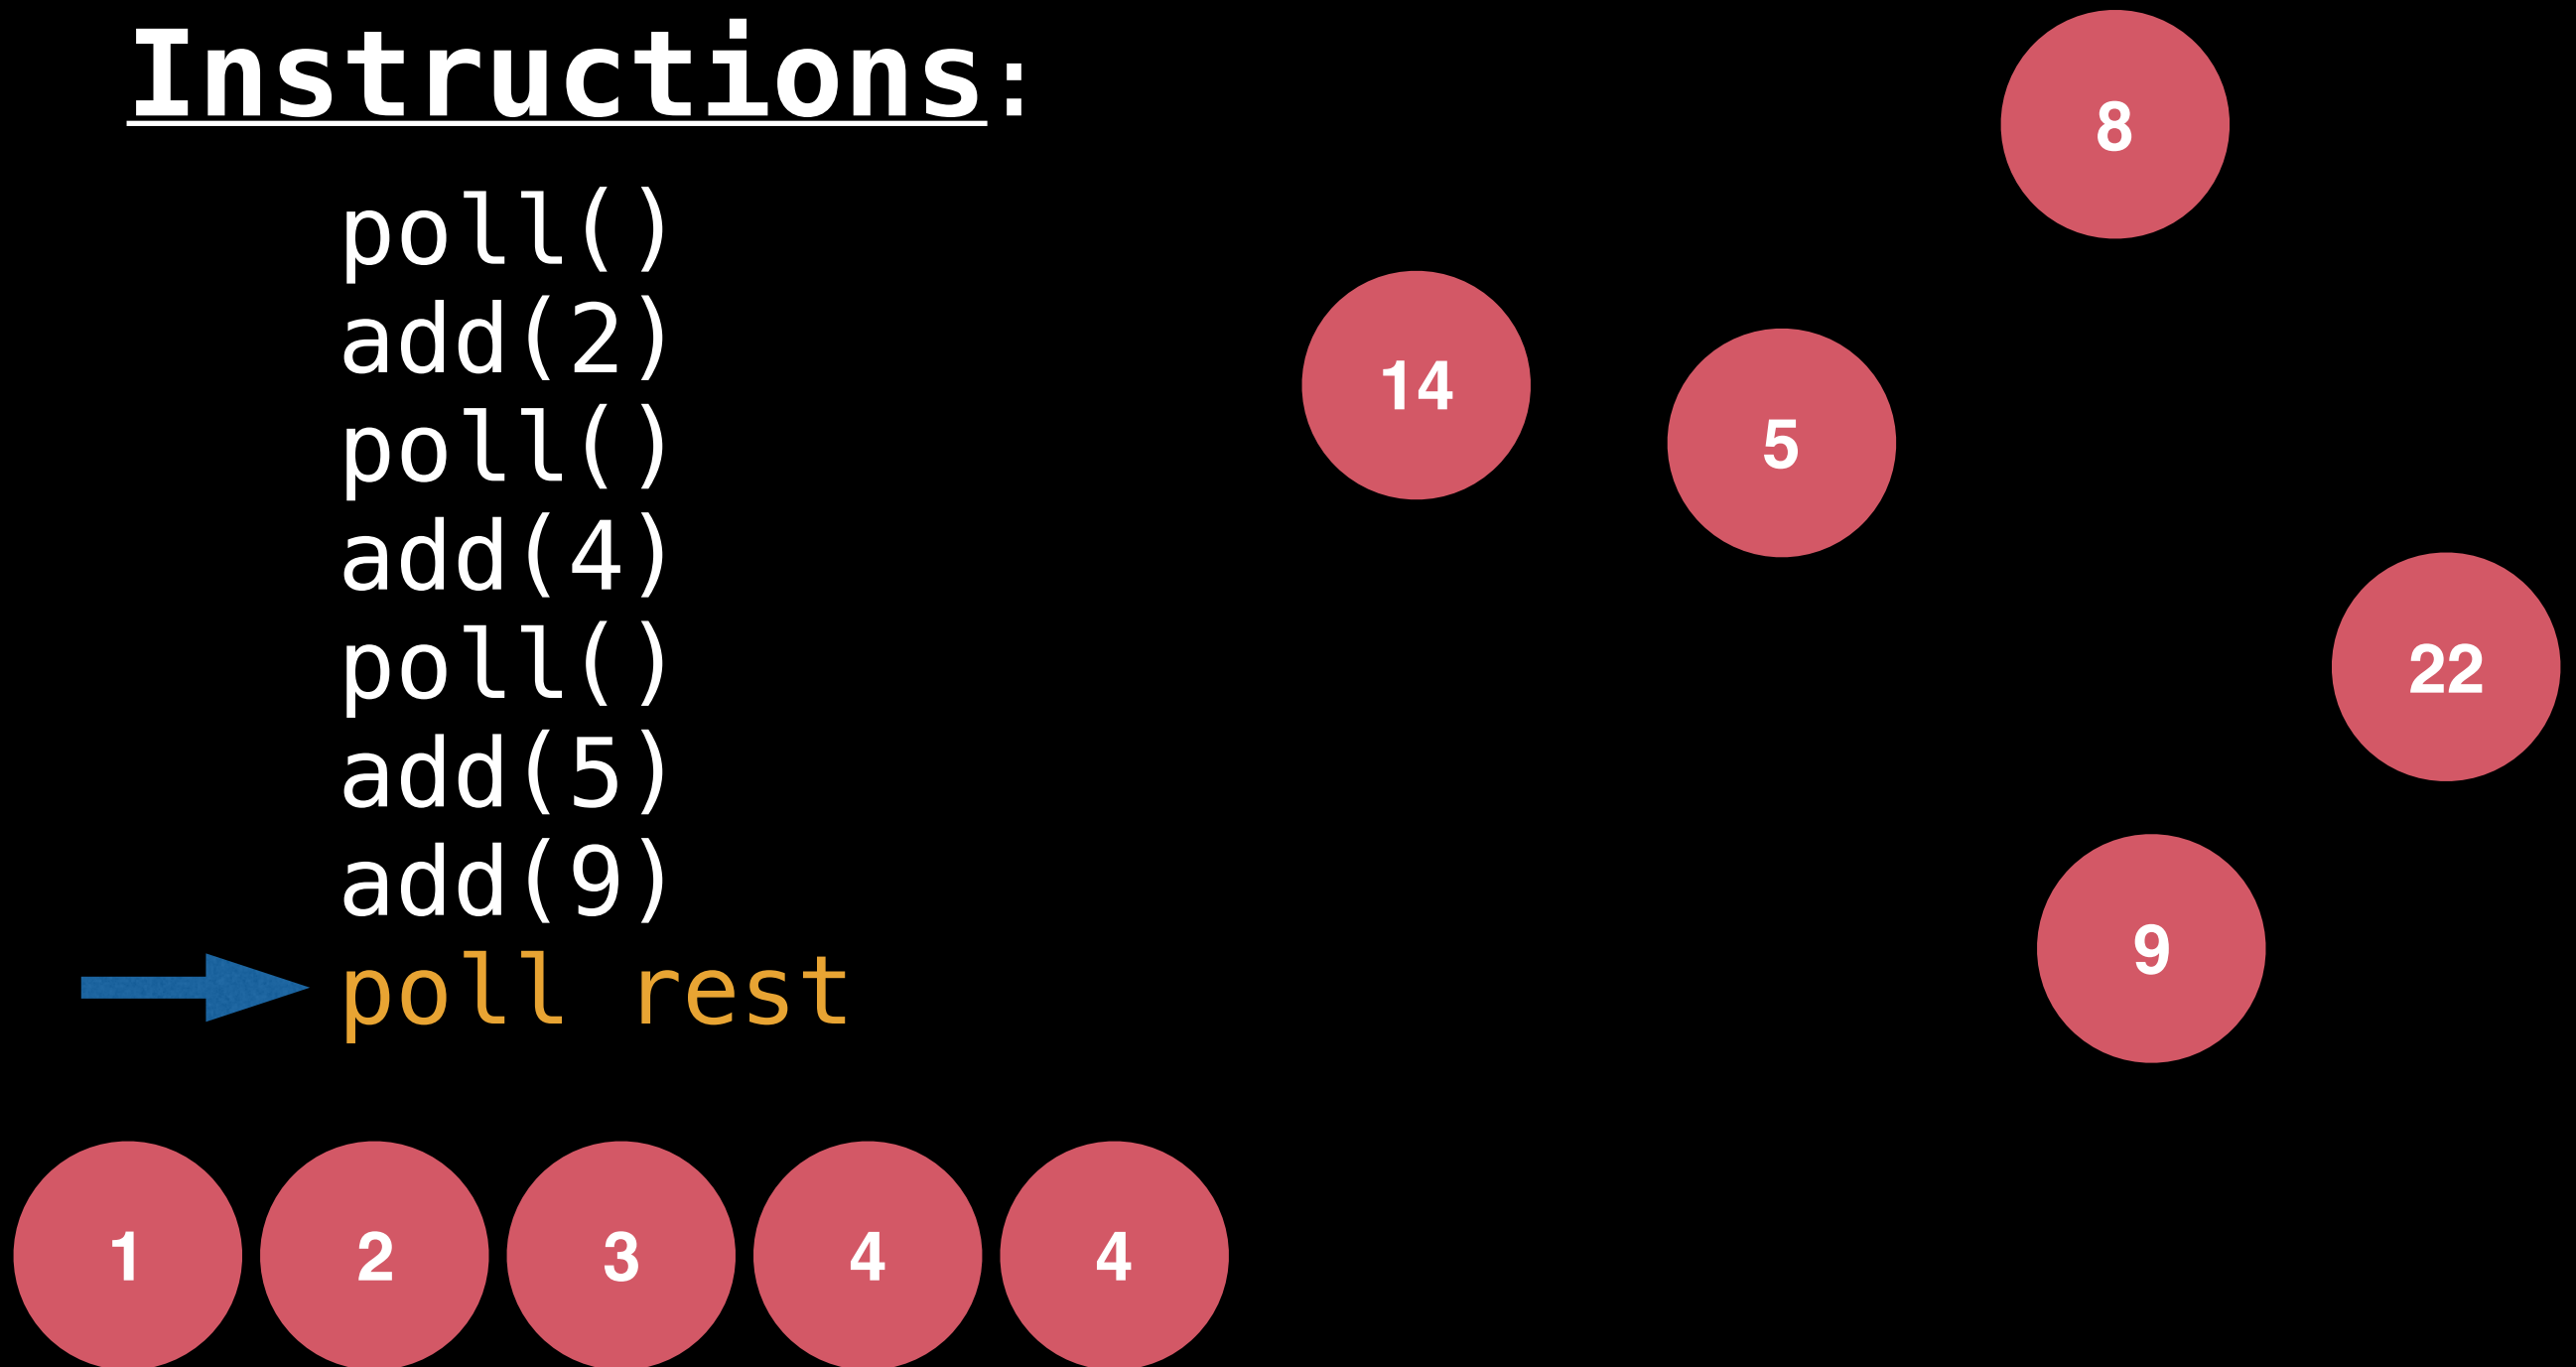 Instructions:
poll()
add(2)
poll()
add(4)
poll()
add(5)
add(9)
poll rest
8
14
5
22
9
1 2 3 4 4